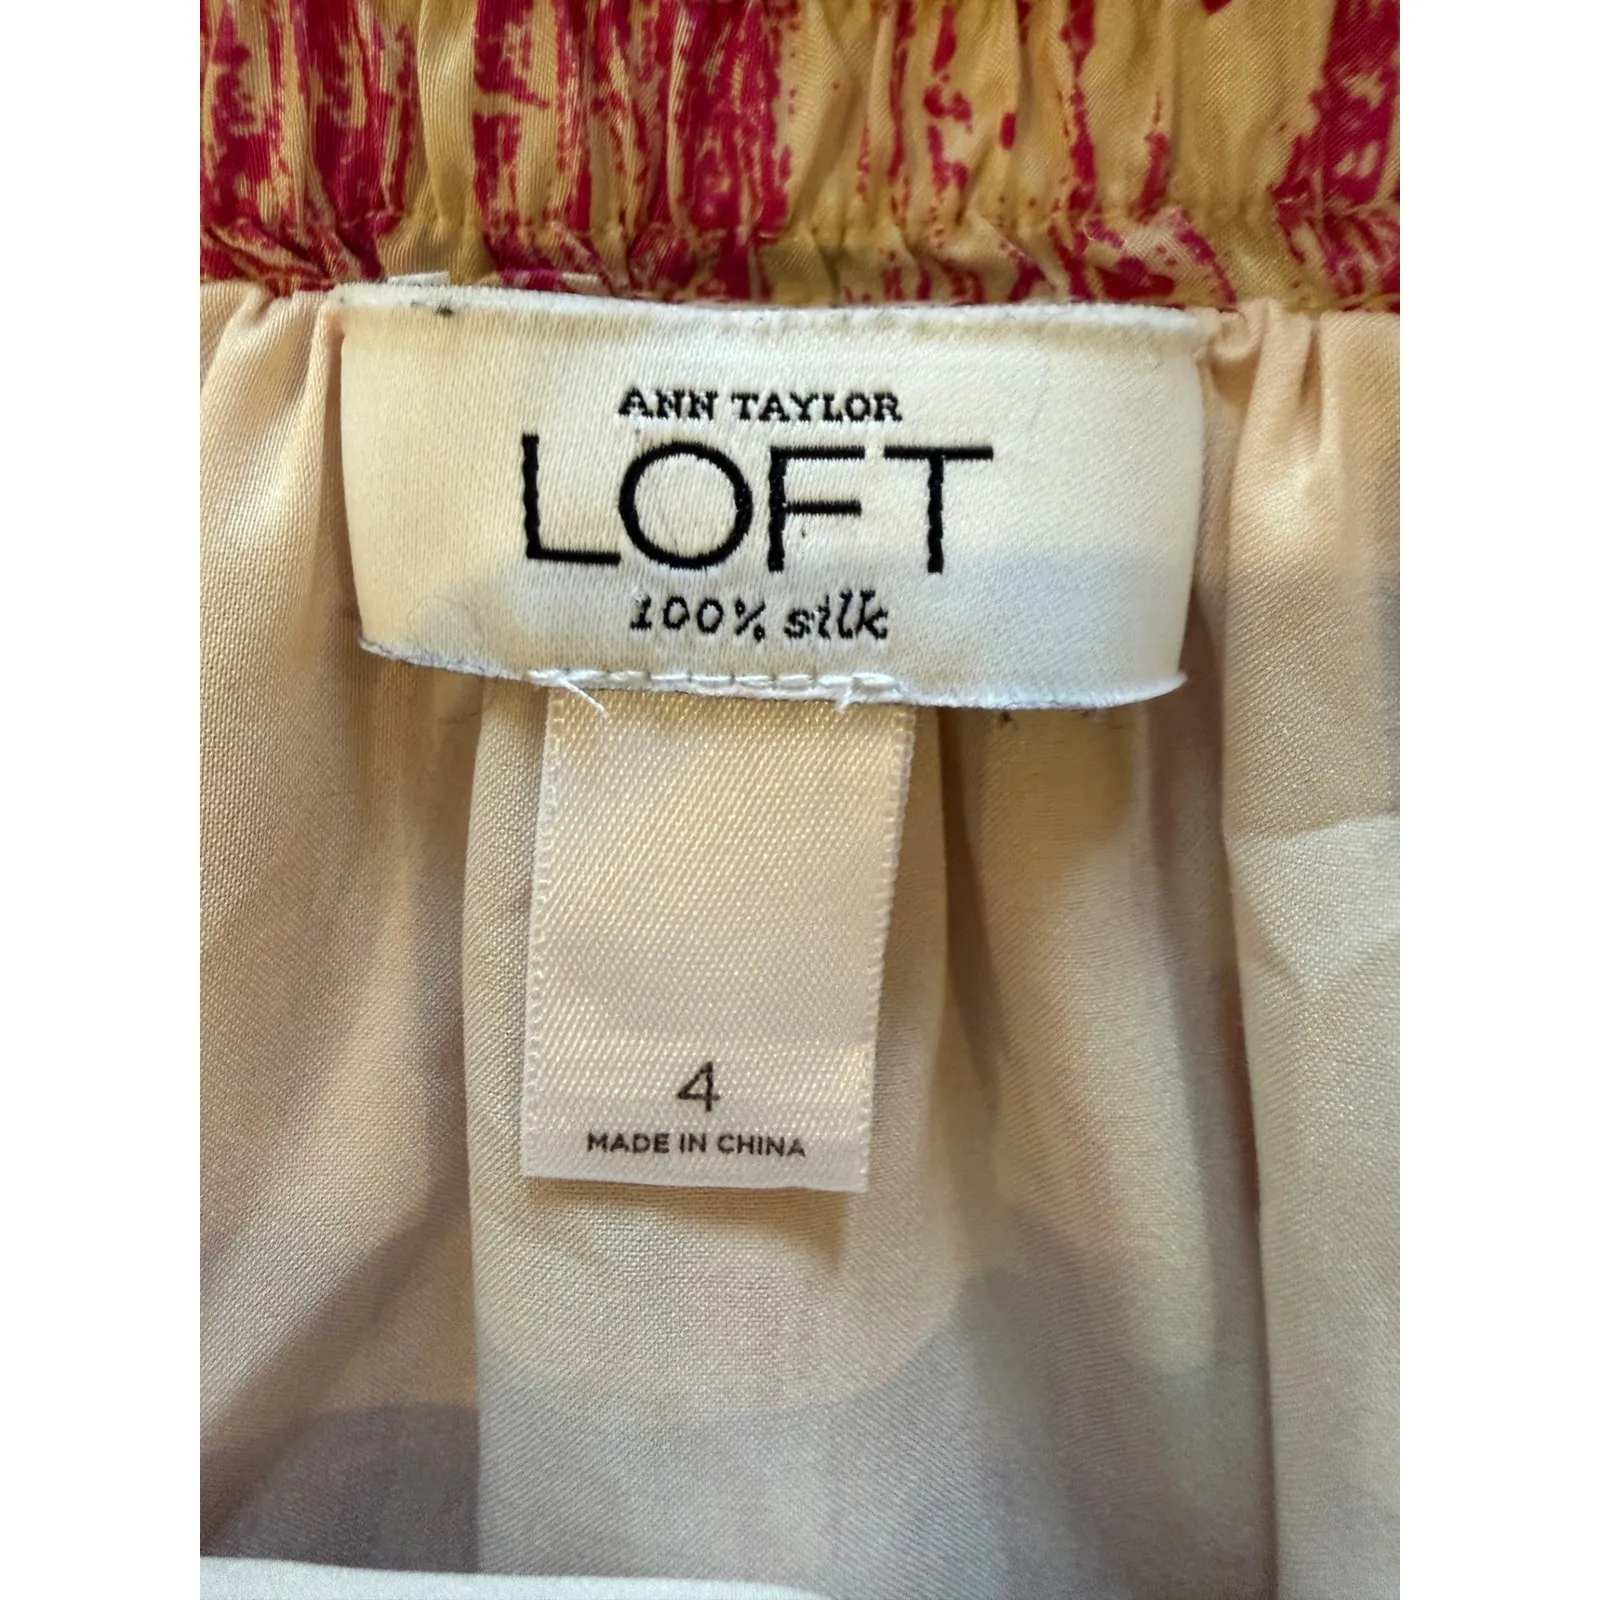 ANN TAYLOR
LOFT
100% silk
4
MADE IN CHINA